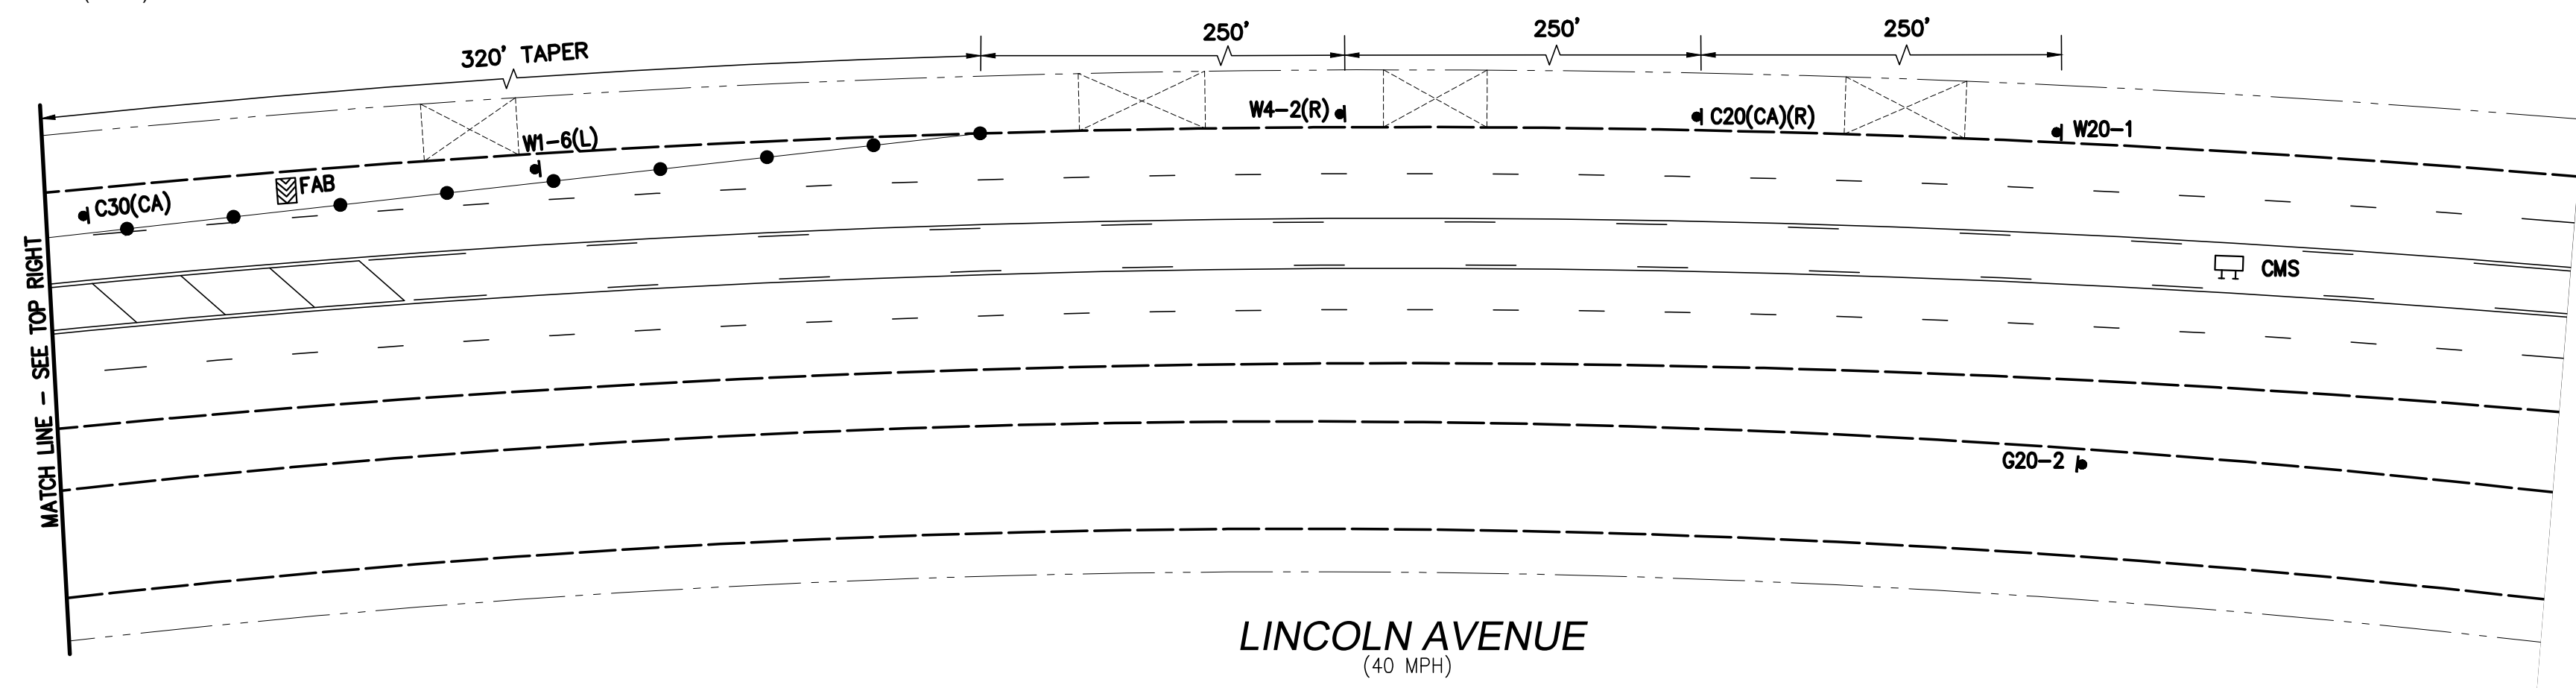 320' TAPER
250'
250'
250'
W4-2(R)
C20(CA)(R)
W20-1
W1-6(L)
FAB
C30(CA)
MATCH LINE - SEE TOP RIGHT
CMS
G20-2
LINCOLN AVENUE
(40 MPH)